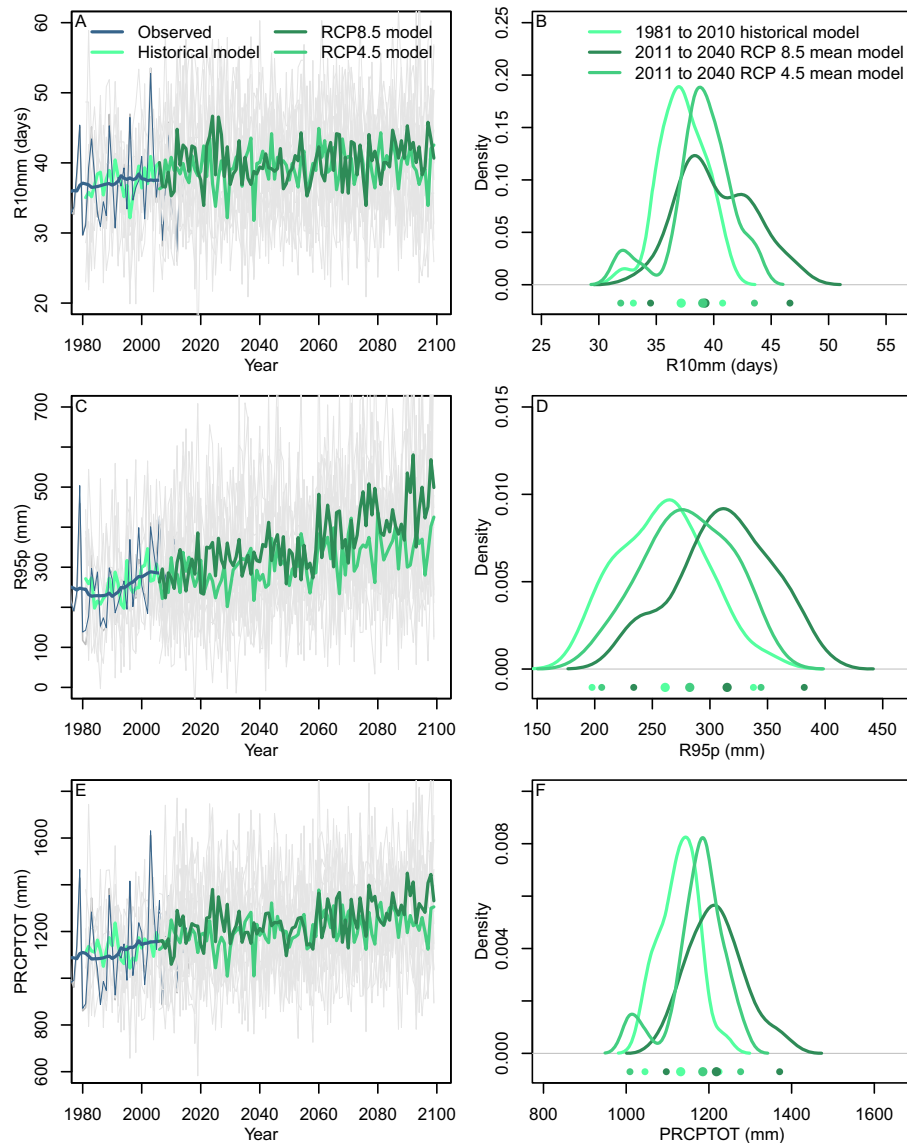 A
Observed
Historical model
RCP8.5 model
RCP4.5 model
R10mm (days)
60
50
40
30
20
1980 2000 2020 2040 2060 2080 2100
Year
B
1981 to 2010 historical model
2011 to 2040 RCP 8.5 mean model
2011 to 2040 RCP 4.5 mean model
Density
0.25
0.20
0.15
0.10
0.05
0.00
25 30 35 40 45 50 55
R10mm (days)
C
R95p (mm)
700
500
300
100
0
1980 2000 2020 2040 2060 2080 2100
Year
D
Density
0.015
0.010
0.005
0.000
150 200 250 300 350 400 450
R95p (mm)
E
PRCPTOT (mm)
1600
1200
800
600
1980 2000 2020 2040 2060 2080 2100
Year
F
Density
0.008
0.004
0.000
800 1000 1200 1400 1600
PRCPTOT (mm)